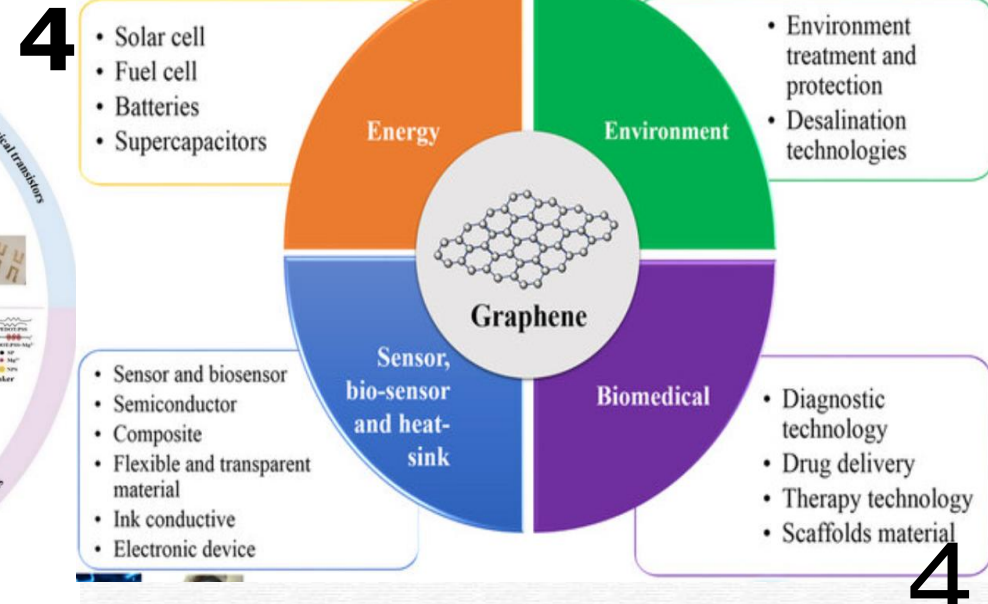 4
• Solar cell
• Fuel cell
• Batteries
• Supercapacitors
Energy
Environment
• Environment
treatment and
protection
• Desalination
technologies
transistors
Graphene
• Sensor and biosensor
• Semiconductor
• Composite
• Flexible and transparent
material
• Ink conductive
• Electronic device
Sensor,
bio-sensor
and heat-
sink
Biomedical
• Diagnostic
technology
• Drug delivery
• Therapy technology
• Scaffolds material
4